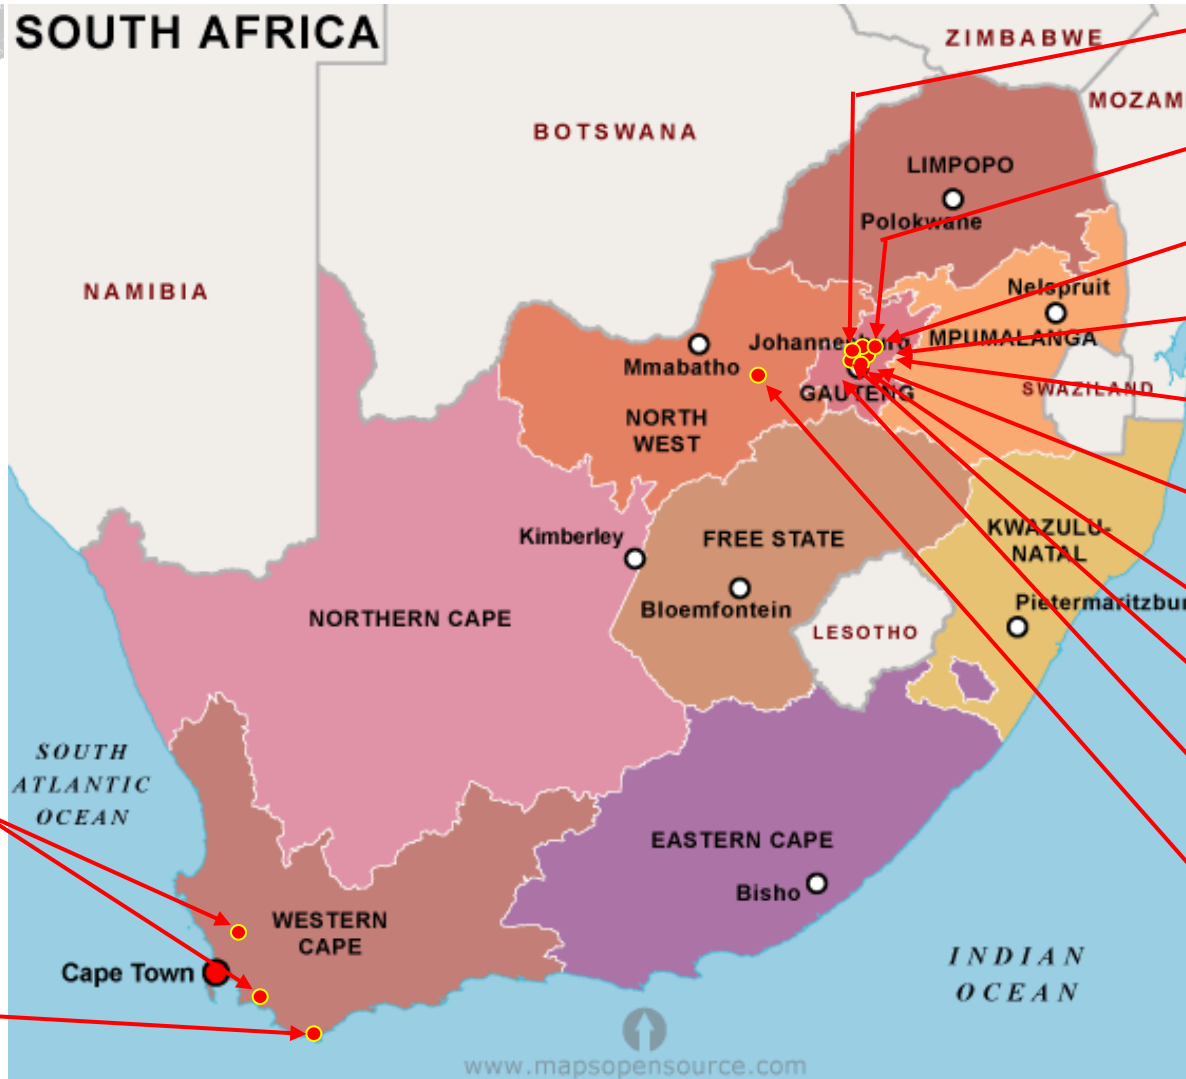 SOUTH AFRICA
ZIMBABWE
MOZAM
BOTSWANA
LIMPOPO
Polokwane
NAMIBIA
Nelspruit
Johannesburg
MPUMALANGA
Mmabatho
GAUTENG
SWAZILAND
NORTH
WEST
Kimberley
FREE STATE
KWAZULU-
NATAL
Bloemfontein
Pietermaritzbur
NORTHERN CAPE
LESOTHO
SOUTH
ATLANTIC
OCEAN
EASTERN CAPE
Bisho
WESTERN
CAPE
Cape Town
INDIAN
OCEAN
www.mapsopensource.com